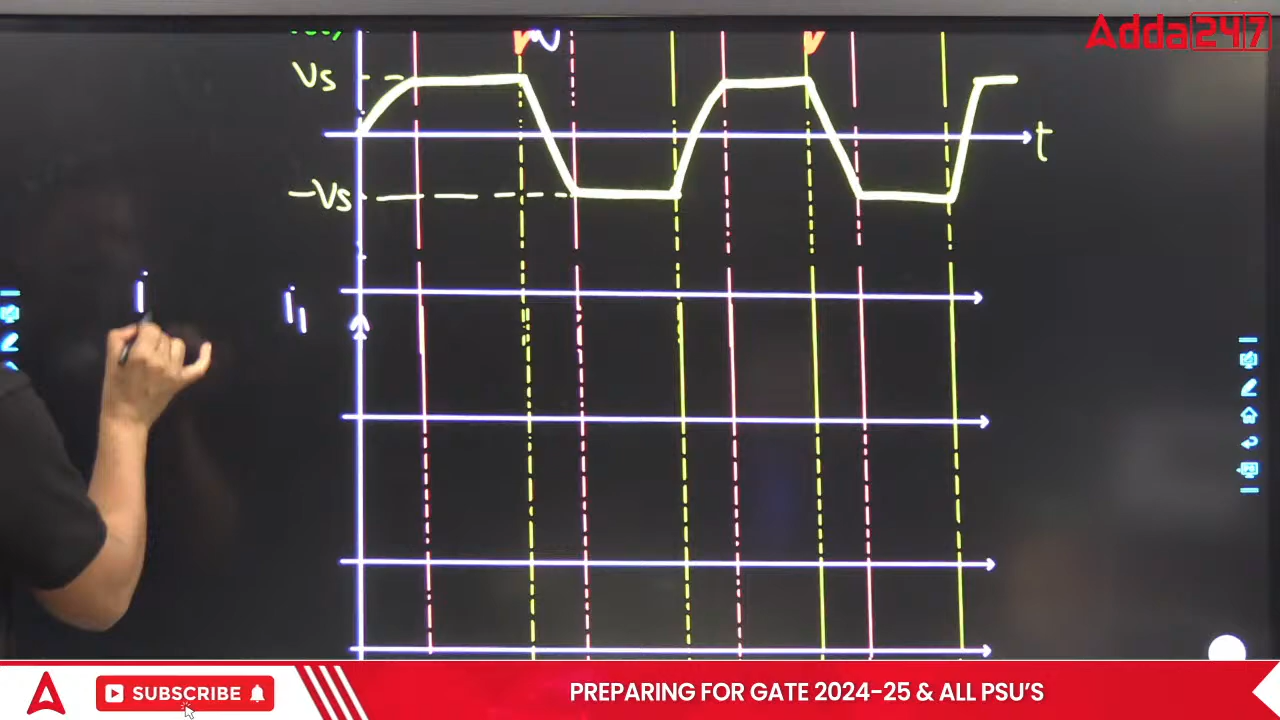 Adda247
Vs
t
-Vs
i
i₁
SUBSCRIBE
PREPARING FOR GATE 2024-25 & ALL PSU'S